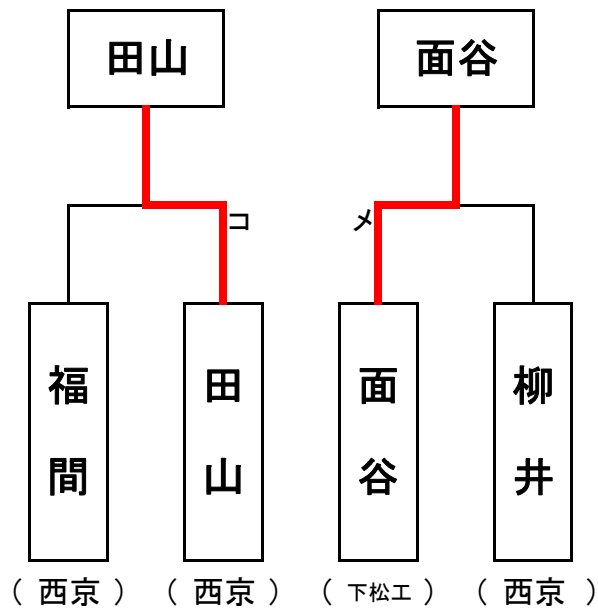 田山 面谷
コ メ
福間 田山 面谷 柳井
（ 西京 ） （ 西京 ） （ 下松工 ） （ 西京 ）